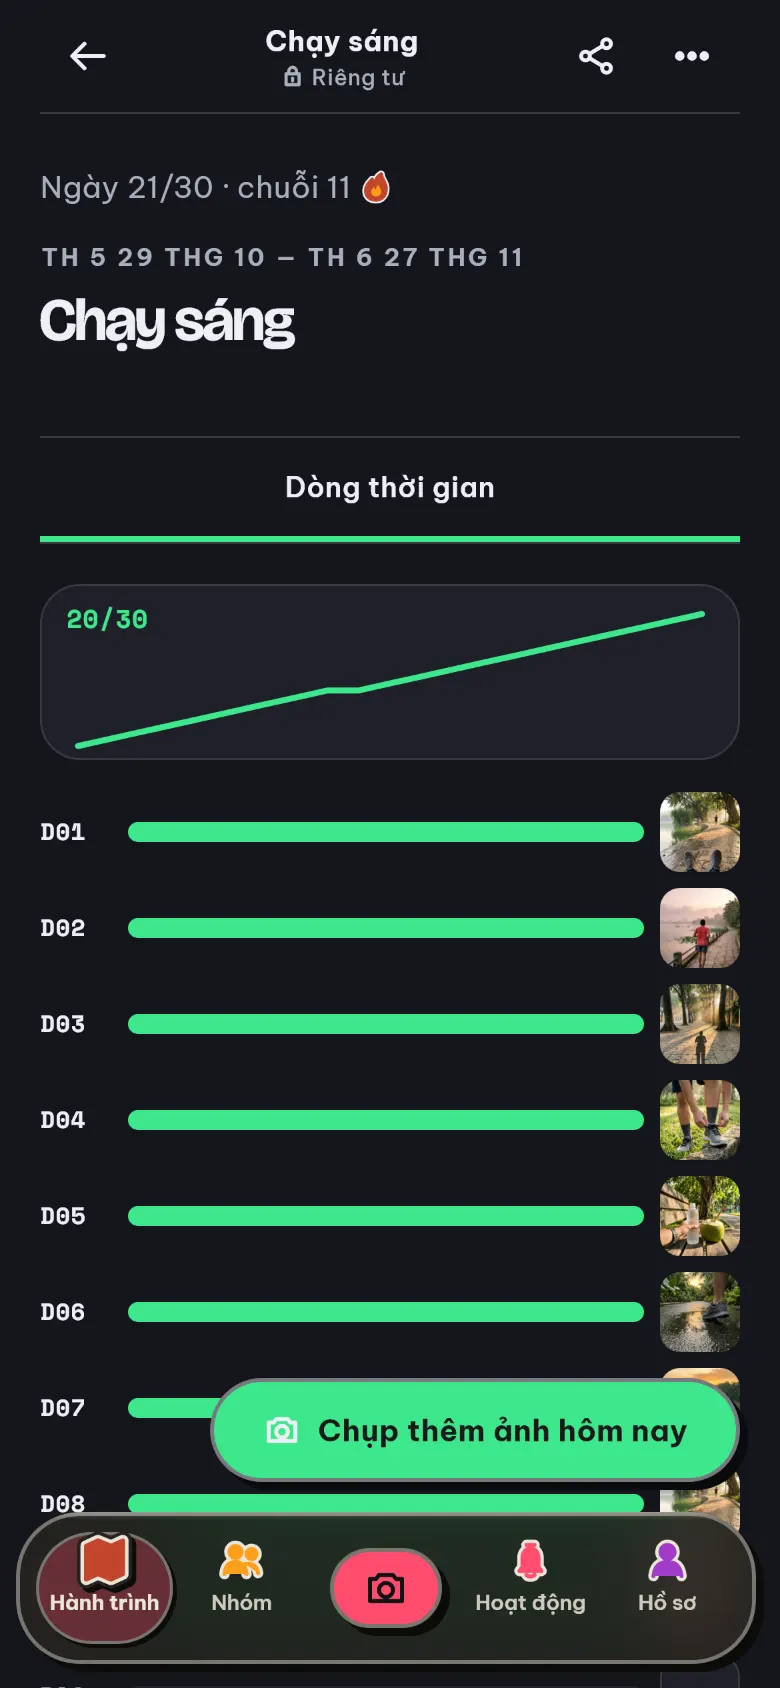 Chạy sáng
Riêng tư
Ngày 21/30 · chuỗi 11
TH 5 29 THG 10 – TH 6 27 THG 11
Chạy sáng
Dòng thời gian
20/30
D01
D02
D03
D04
D05
D06
D07
Chụp thêm ảnh hôm nay
D08
Hành trình
Nhóm
Hoạt động
Hồ sơ